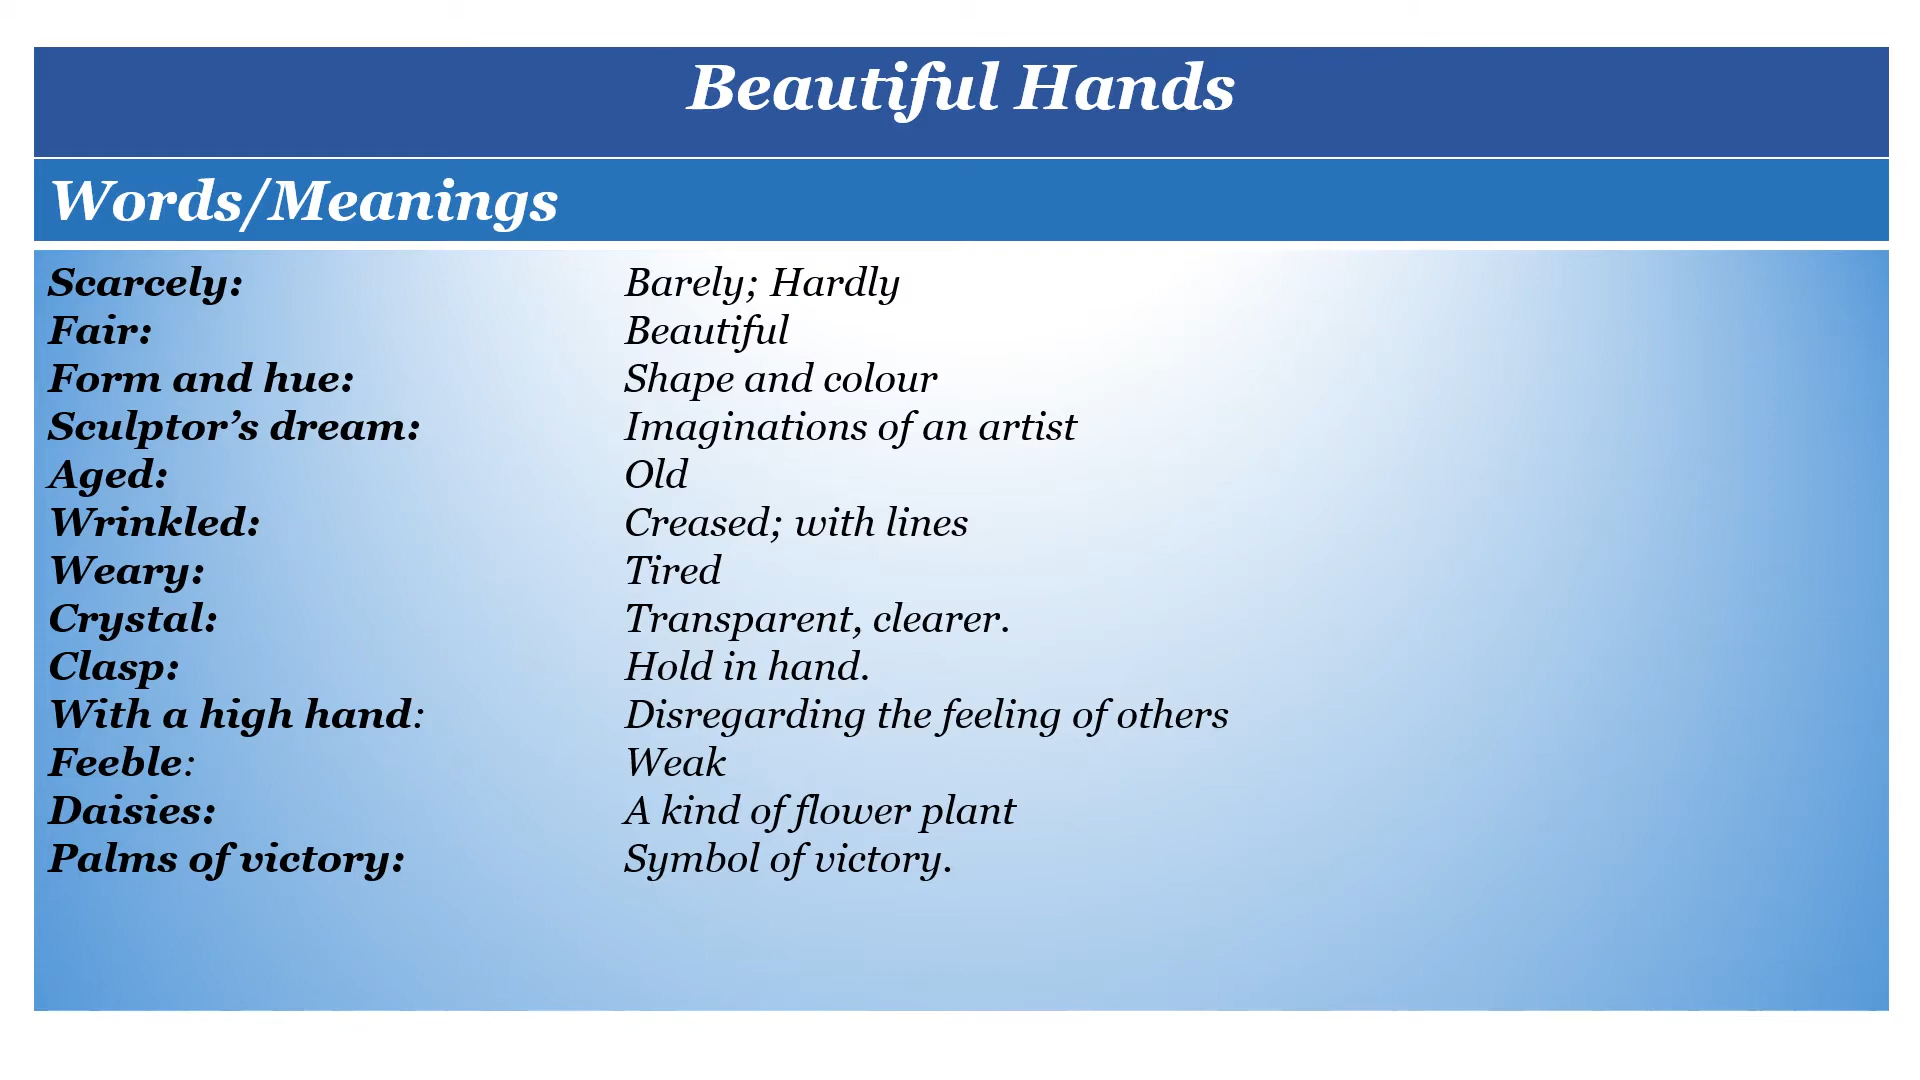 Beautiful Hands
Words/Meanings
Scarcely: Barely; Hardly
Fair: Beautiful
Form and hue: Shape and colour
Sculptor’s dream: Imaginations of an artist
Aged: Old
Wrinkled: Creased; with lines
Weary: Tired
Crystal: Transparent, clearer.
Clasp: Hold in hand.
With a high hand: Disregarding the feeling of others
Feeble: Weak
Daisies: A kind of flower plant
Palms of victory: Symbol of victory.